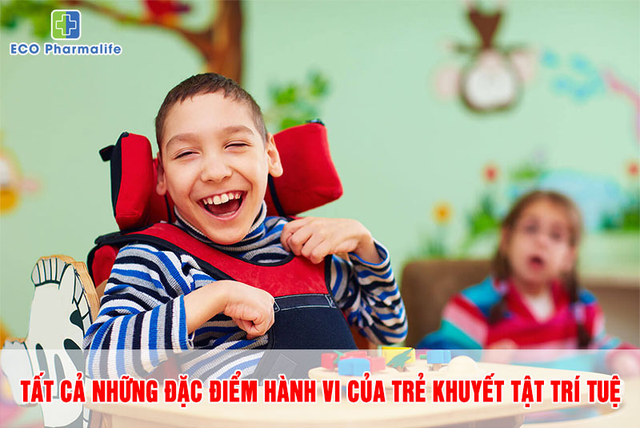 ECO Pharmalife
TẤT CẢ NHỮNG ĐẶC ĐIỂM HÀNH VI CỦA TRẺ KHUYẾT TẬT TRÍ TUỆ